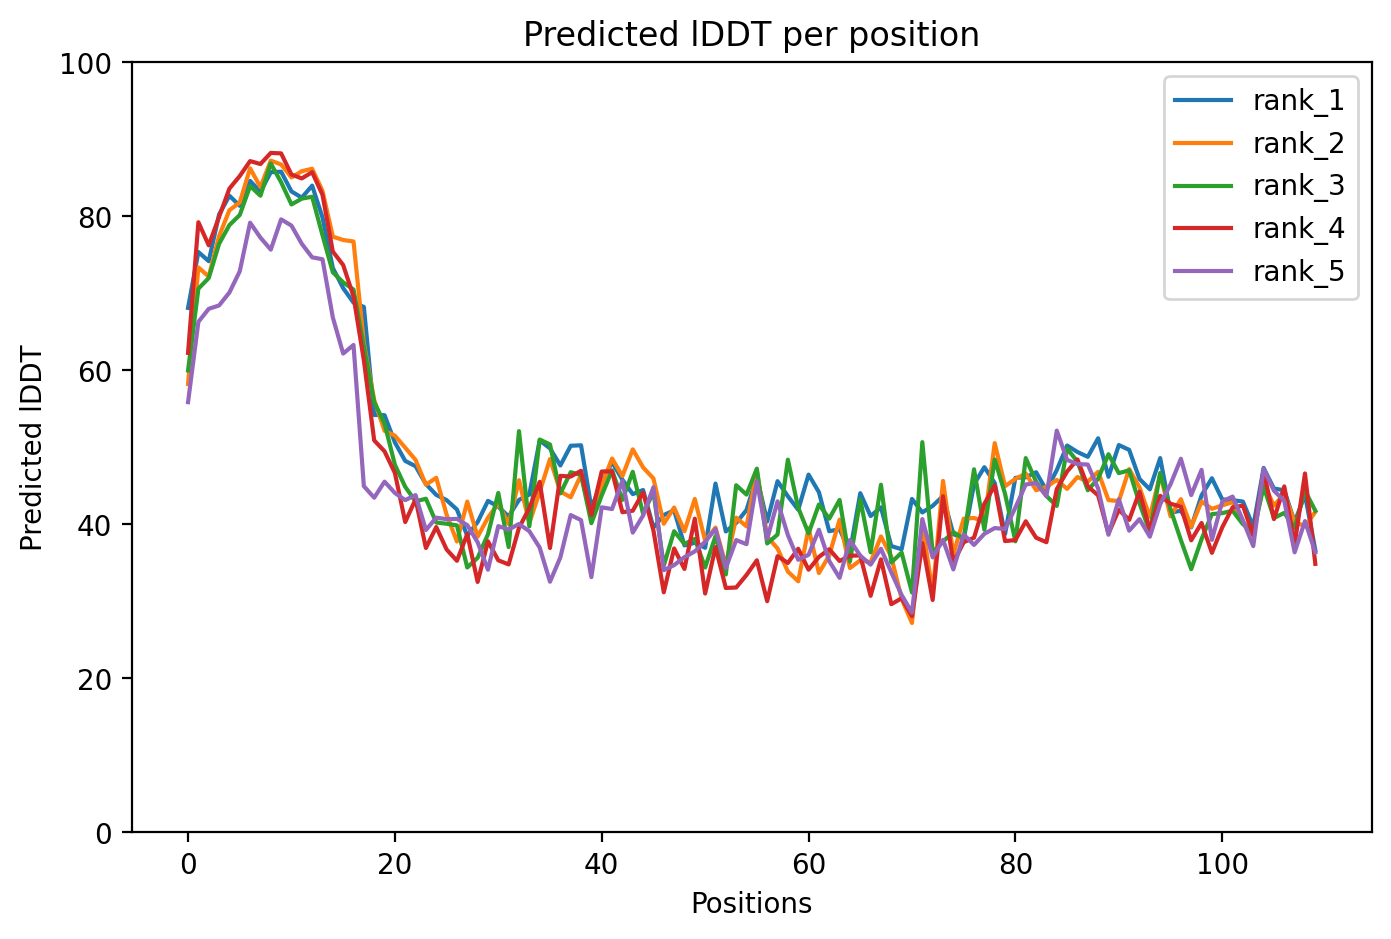 Predicted lDDT per position
100
80
60
40
20
0
Predicted lDDT
0 20 40 60 80 100
Positions
rank_1
rank_2
rank_3
rank_4
rank_5